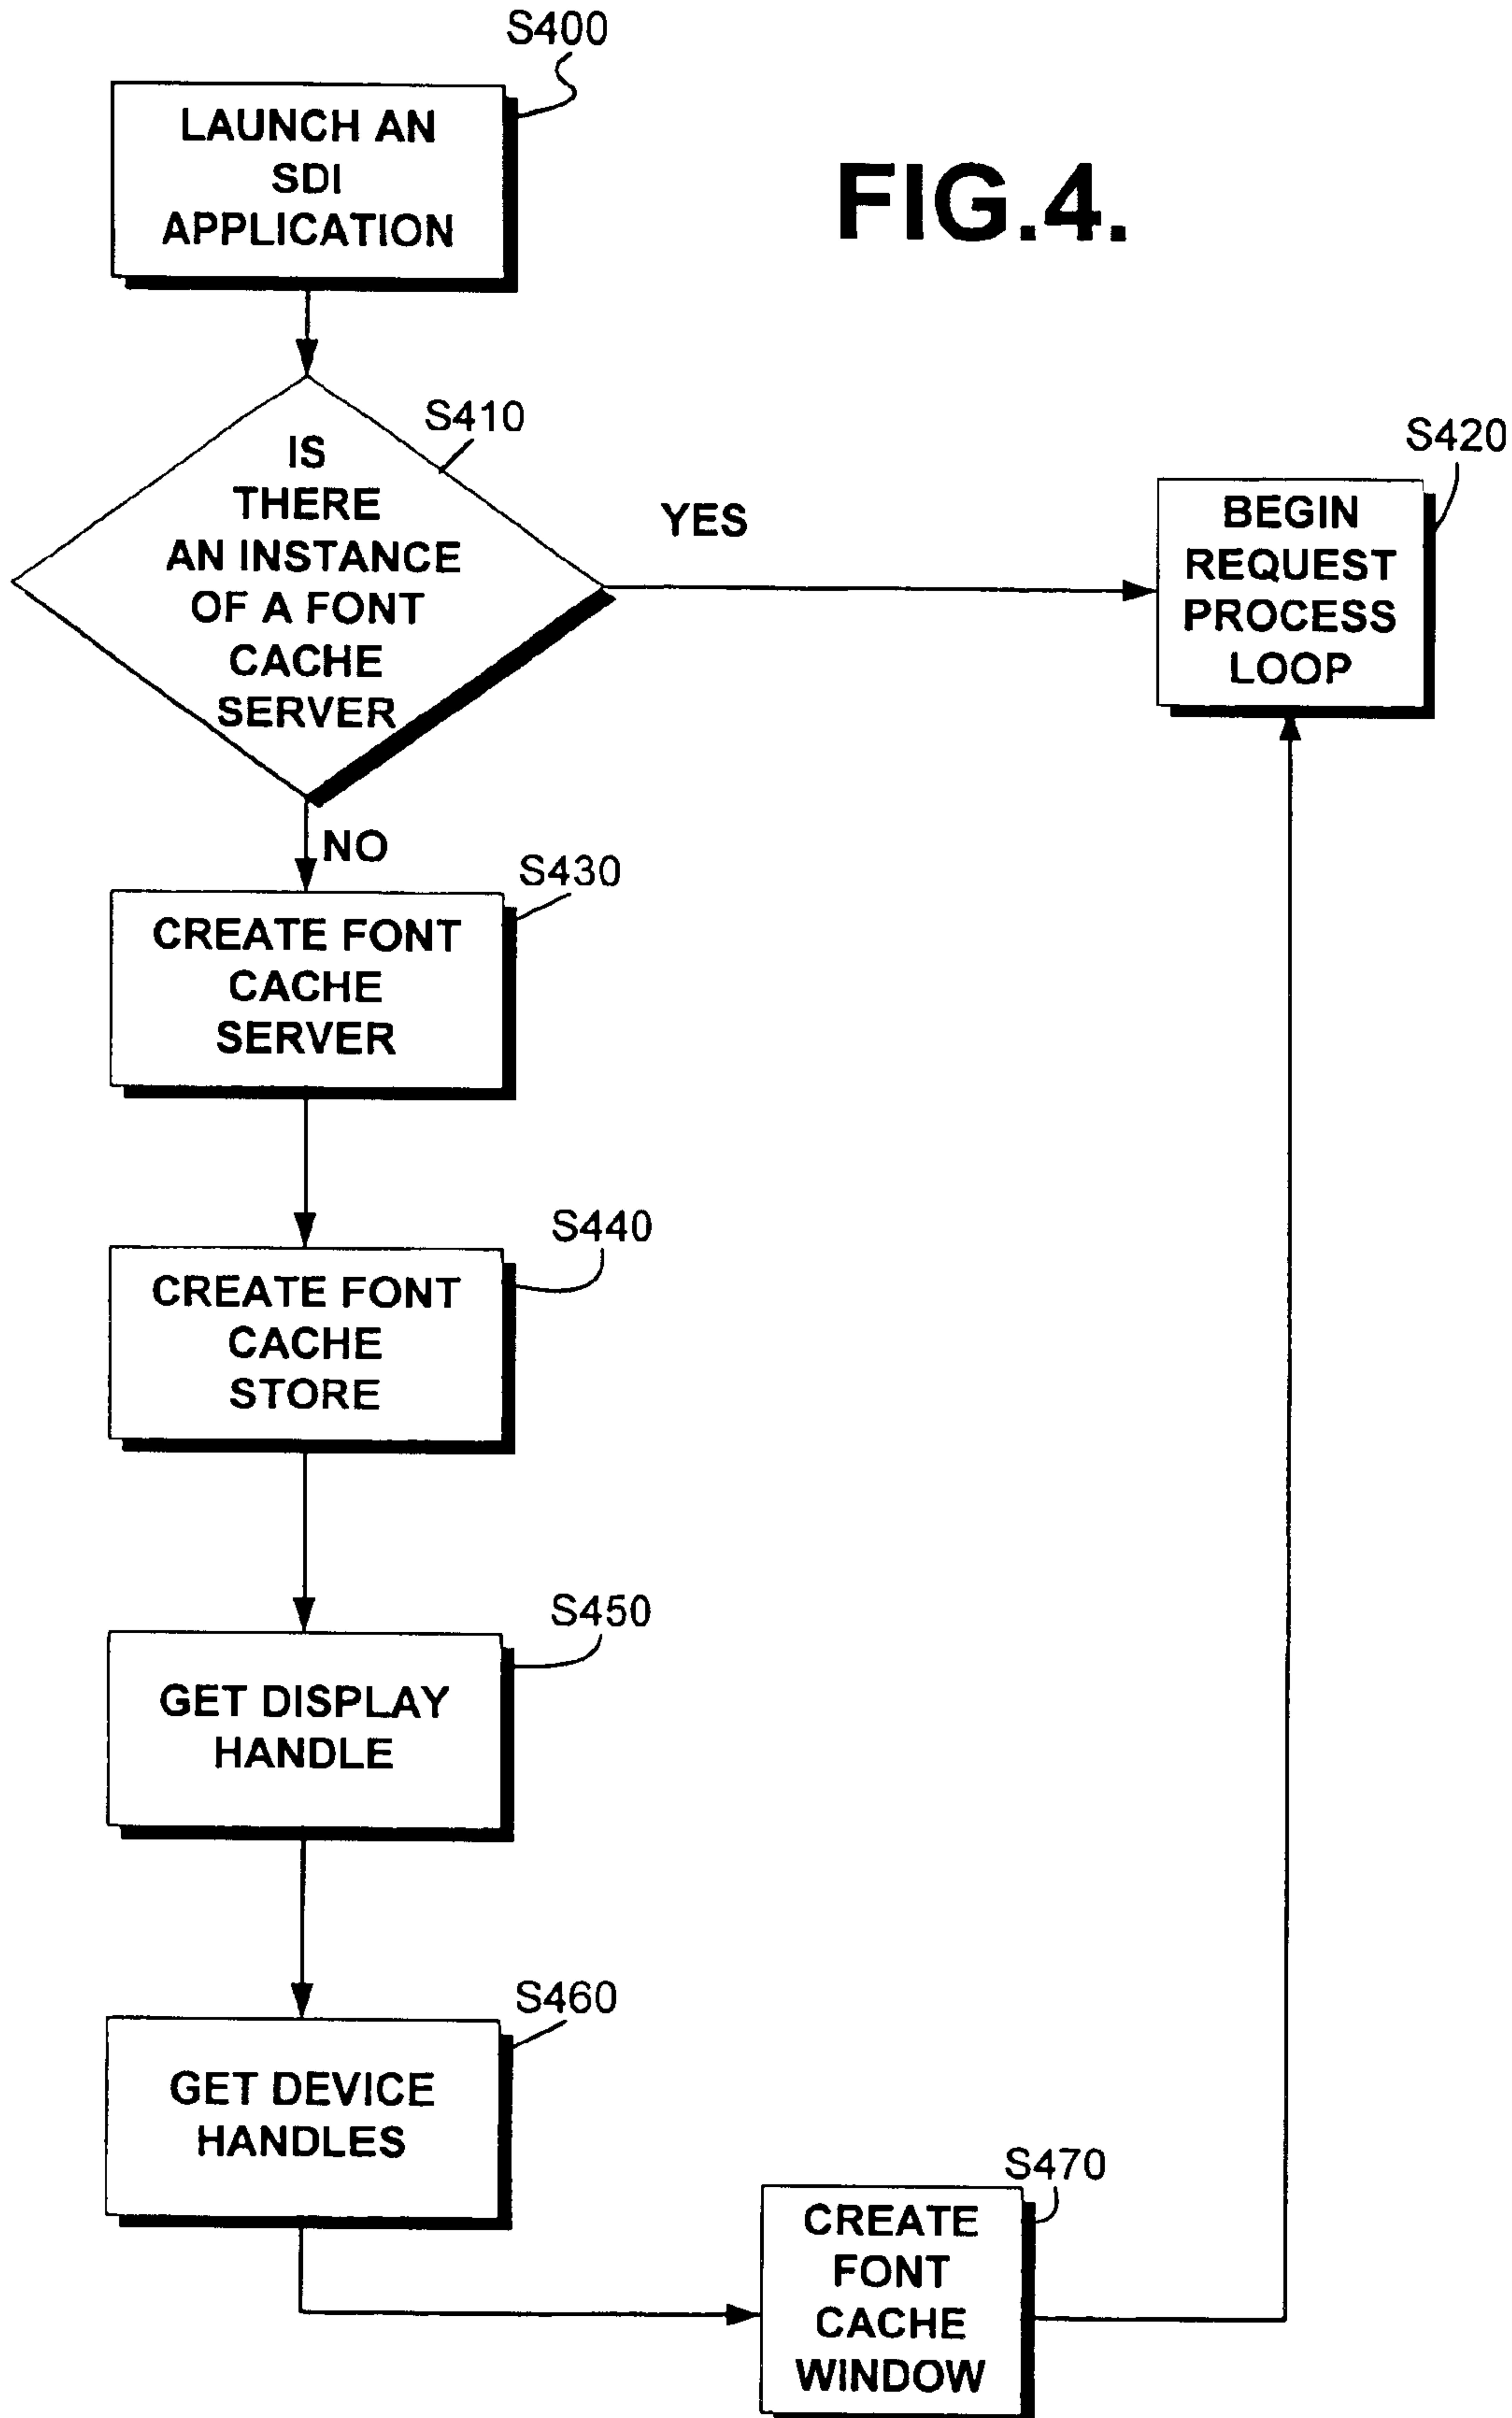 S400
LAUNCH AN
SDI
APPLICATION
FIG.4.
S410
IS
THERE
AN INSTANCE
OF A FONT
CACHE
SERVER
YES
S420
BEGIN
REQUEST
PROCESS
LOOP
NO
S430
CREATE FONT
CACHE
SERVER
S440
CREATE FONT
CACHE
STORE
S450
GET DISPLAY
HANDLE
S460
GET DEVICE
HANDLES
S470
CREATE
FONT
CACHE
WINDOW